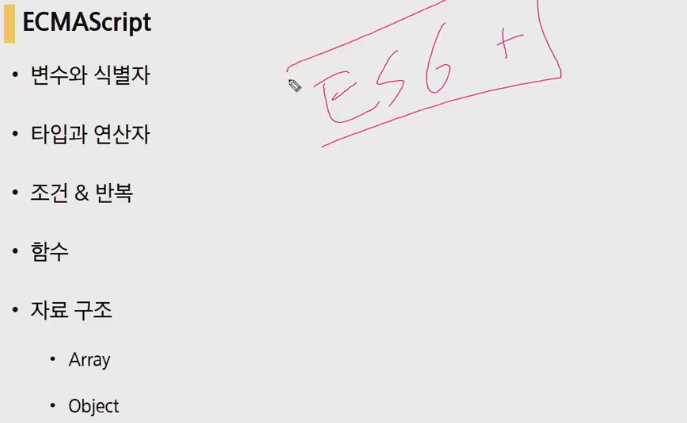 ECMAScript
ES6 +
• 변수와 식별자
• 타입과 연산자
• 조건 & 반복
• 함수
• 자료 구조
• Array
• Object